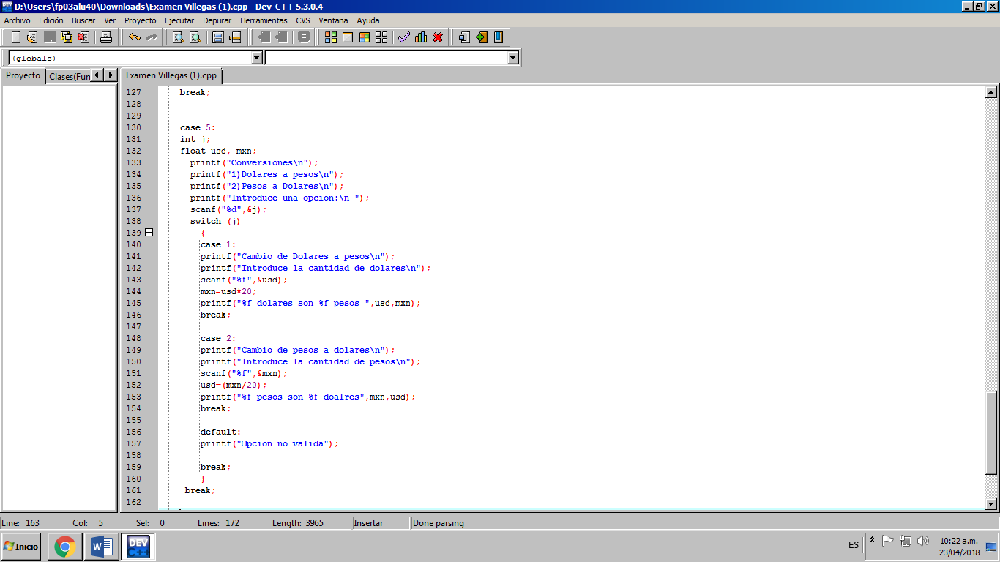 D:\Users\fp03alu40\Downloads\Examen Villegas (1).cpp - Dev-C++ 5.3.0.4
Archivo Edición Buscar Ver Proyecto Ejecutar Depurar Herramientas CVS Ventana Ayuda
(globals)
Proyecto Clases(Fun Examen Villegas (1).cpp
127 break;
128
129
130 case 5:
131 int j;
132 float usd, mxn;
133 printf("Conversiones\n");
134 printf("1)Dolares a pesos\n");
135 printf("2)Pesos a Dolares\n");
136 printf("Introduce una opcion:\n ");
137 scanf("%d",&j);
138 switch (j)
139 {
140 case 1:
141 printf("Cambio de Dolares a pesos\n");
142 printf("Introduce la cantidad de dolares\n");
143 scanf("%f",&usd);
144 mxn=usd*20;
145 printf("%f dolares son %f pesos ",usd,mxn);
146 break;
147
148 case 2:
149 printf("Cambio de pesos a dolares\n");
150 printf("Introduce la cantidad de pesos\n");
151 scanf("%f",&mxn);
152 usd=(mxn/20);
153 printf("%f pesos son %f doalres",mxn,usd);
154 break;
155
156 default:
157 printf("Opcion no valida");
158
159 break;
160 }
161 break;
162
Line: 163 Col: 5 Sel: 0 Lines: 172 Length: 3965 Insertar Done parsing
Inicio W DEV C++ ES 10:22 a.m.
23/04/2018